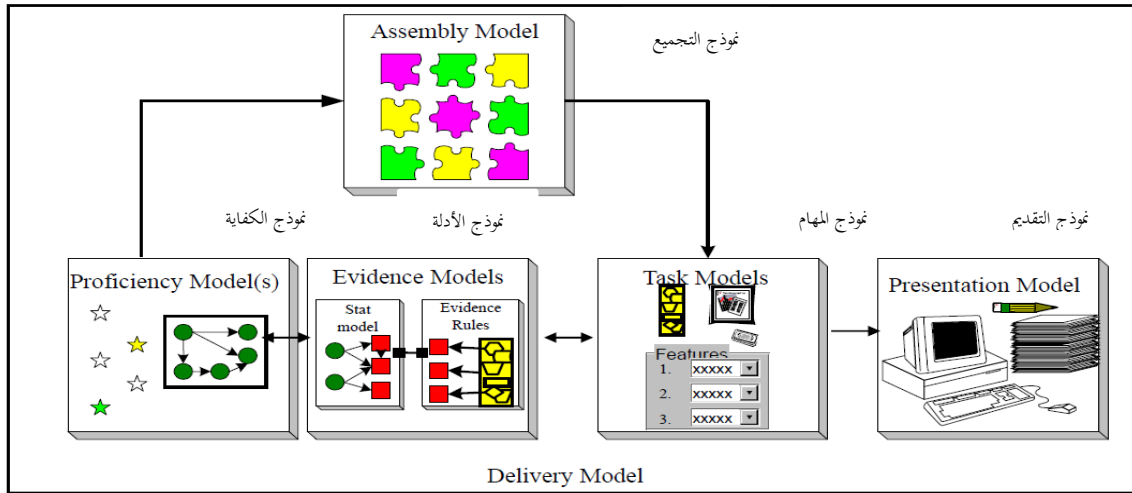 Assembly Model
نموذج التجميع
نموذج الكفاية
نموذج الأدلة
نموذج المهام
نموذج التقديم
Proficiency Model(s)
Evidence Models
Stat
model
Evidence
Rules
Task Models
Features
1. xxxxx
2. xxxxx
3. xxxxx
Presentation Model
Delivery Model